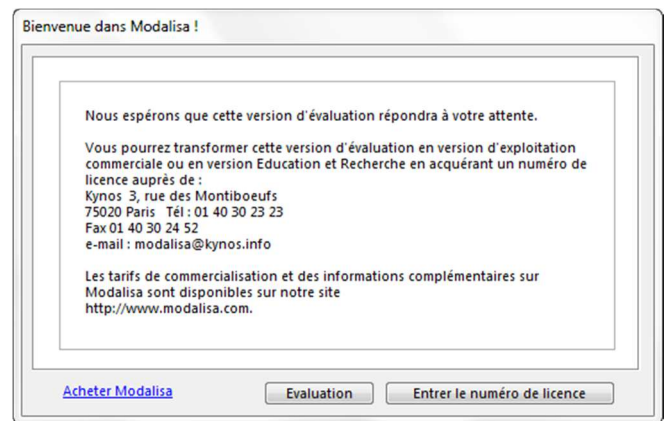 Bienvenue dans Modalisa !
Nous espérons que cette version d'évaluation répondra à votre attente.
Vous pourrez transformer cette version d'évaluation en version d'exploitation
commerciale ou en version Education et Recherche en acquérant un numéro de
licence auprès de :
Kynos 3, rue des Montiboeufs
75020 Paris Tél : 01 40 30 23 23
Fax 01 40 30 24 52
e-mail : modalisa@kynos.info
Les tarifs de commercialisation et des informations complémentaires sur
Modalisa sont disponibles sur notre site
http://www.modalisa.com.
Acheter Modalisa Evaluation Entrer le numéro de licence